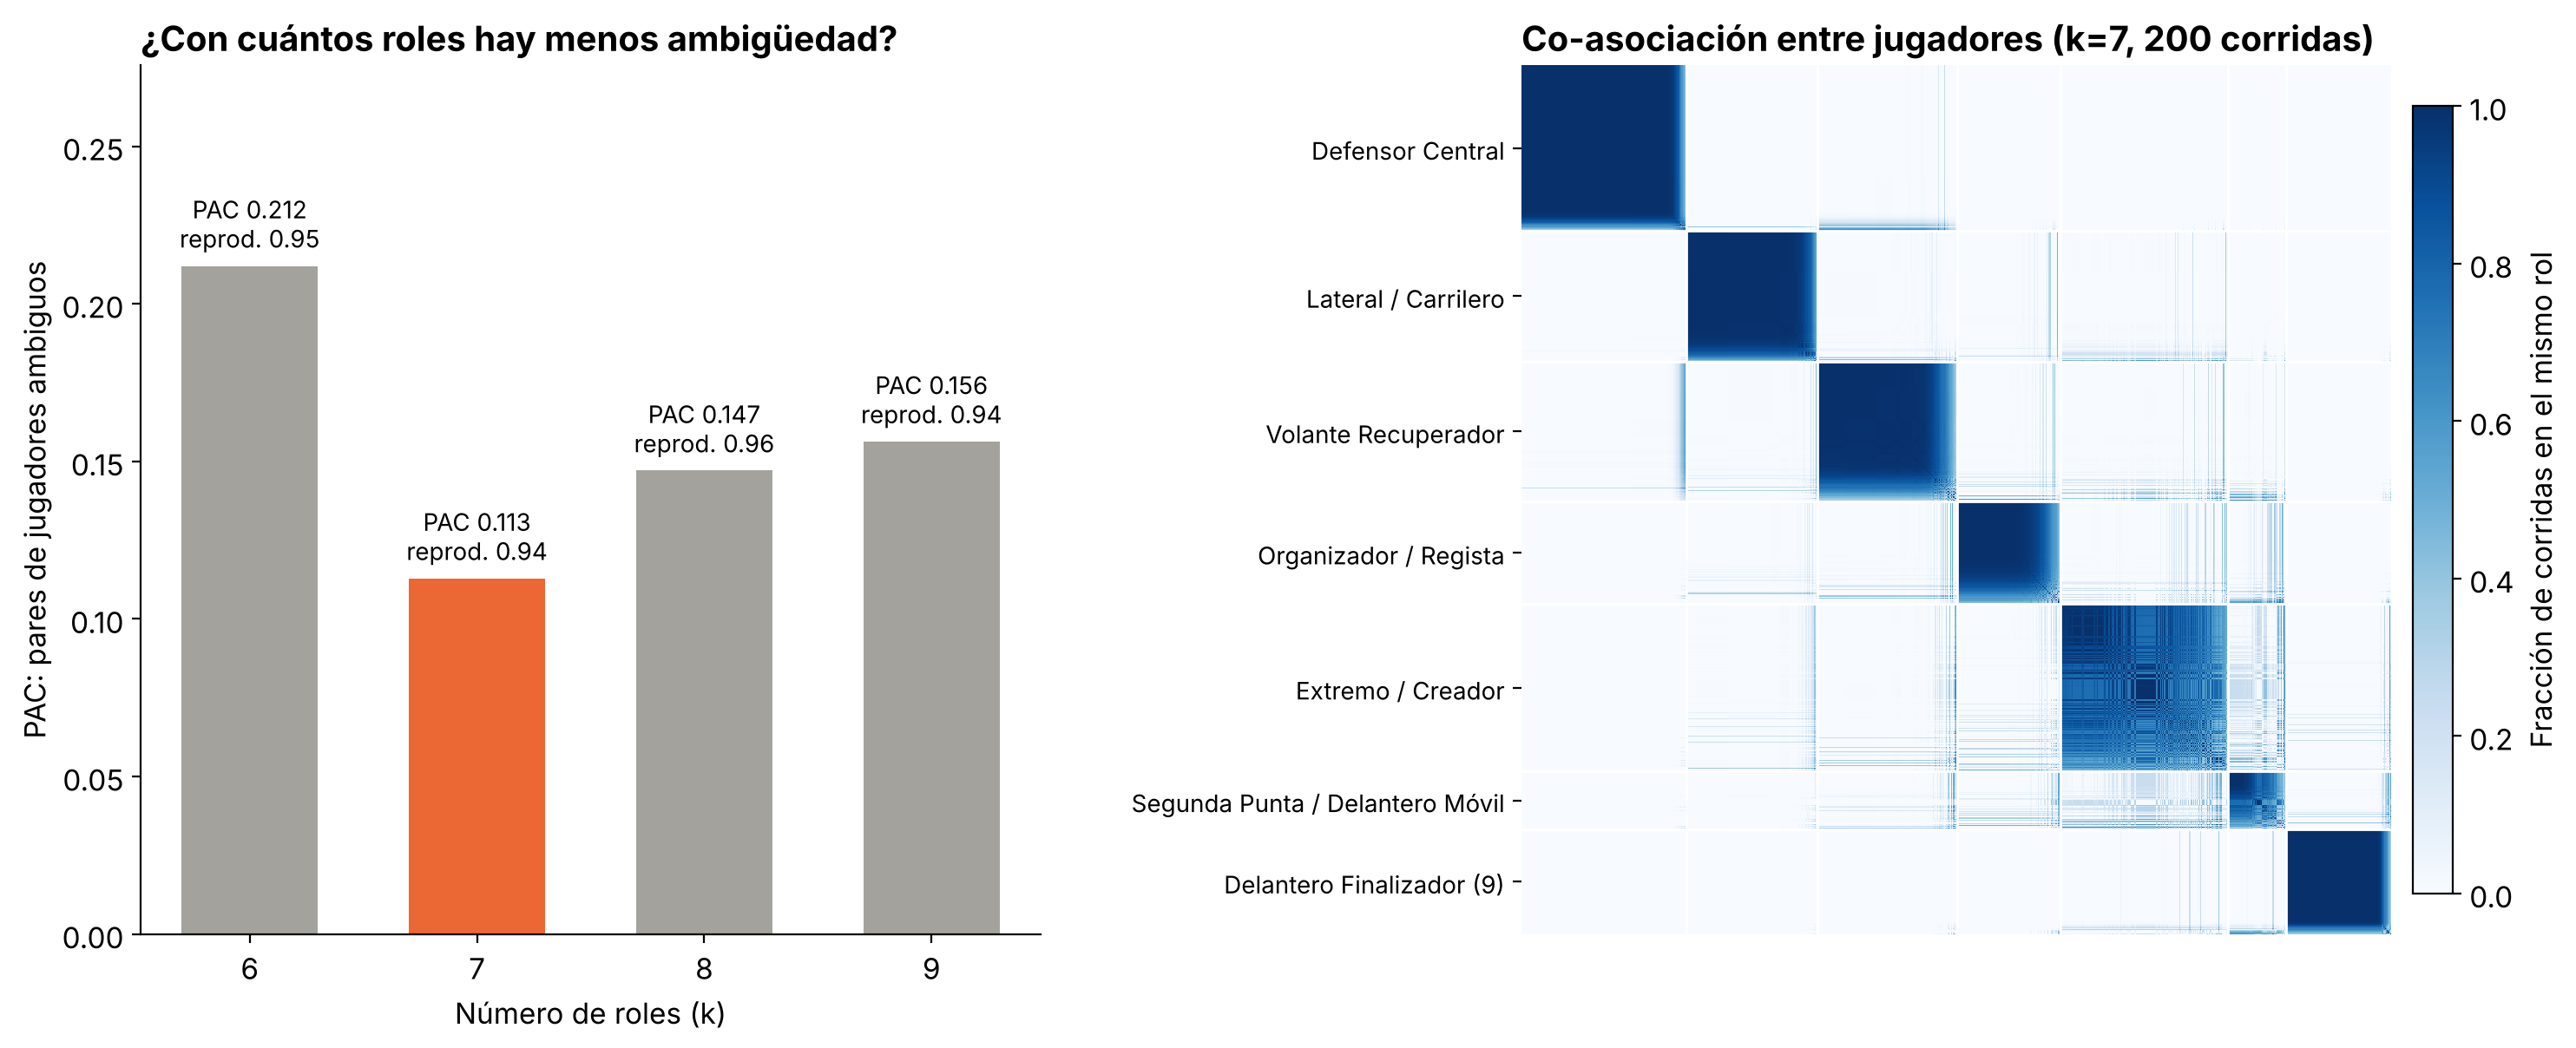 ¿Con cuántos roles hay menos ambigüedad?
PAC: pares de jugadores ambiguos
0.25
0.20
0.15
0.10
0.05
0.00
PAC 0.212
reprod. 0.95
PAC 0.113
reprod. 0.94
PAC 0.147
reprod. 0.96
PAC 0.156
reprod. 0.94
6
7
8
9
Número de roles (k)
Co-asociación entre jugadores (k=7, 200 corridas)
Defensor Central
Lateral / Carrilero
Volante Recuperador
Organizador / Regista
Extremo / Creador
Segunda Punta / Delantero Móvil
Delantero Finalizador (9)
1.0
0.8
0.6
0.4
0.2
0.0
Fracción de corridas en el mismo rol